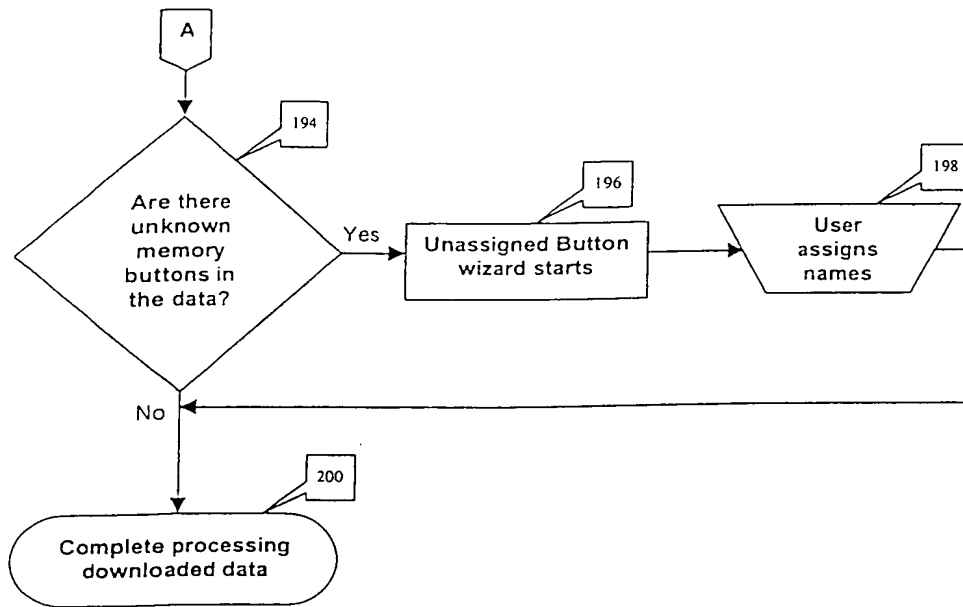 A
194
Are there
unknown
memory
buttons in
the data?
Yes
196
Unassigned Button
wizard starts
198
User
assigns
names
No
200
Complete processing
downloaded data